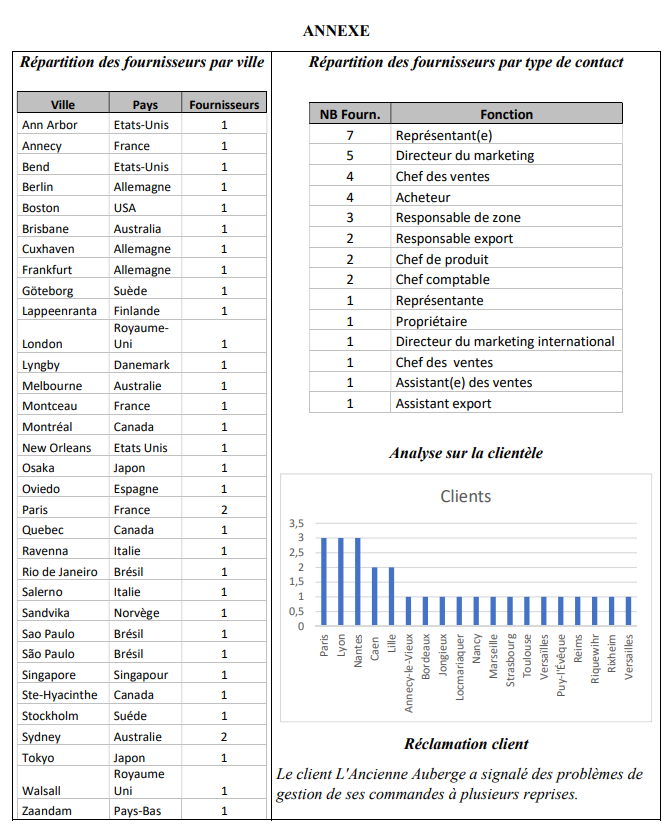 ANNEXE
Répartition des fournisseurs par ville
Ville Pays Fournisseurs
Ann Arbor Etats-Unis 1
Annecy France 1
Bend Etats-Unis 1
Berlin Allemagne 1
Boston USA 1
Brisbane Australia 1
Cuxhaven Allemagne 1
Frankfurt Allemagne 1
Göteborg Suède 1
Lappeenranta Finlande 1
Royaume-
London Uni 1
Lyngby Danemark 1
Melbourne Australie 1
Montceau France 1
Montréal Canada 1
New Orleans Etats Unis 1
Osaka Japon 1
Oviedo Espagne 1
Paris France 2
Quebec Canada 1
Ravenna Italie 1
Rio de Janeiro Brésil 1
Salerno Italie 1
Sandvika Norvège 1
Sao Paulo Brésil 1
São Paulo Brésil 1
Singapore Singapour 1
Ste-Hyacinthe Canada 1
Stockholm Suéde 1
Sydney Australie 2
Tokyo Japon 1
Royaume
Walsall Uni 1
Zaandam Pays-Bas 1
Répartition des fournisseurs par type de contact
NB Fourn. Fonction
7 Représentant(e)
5 Directeur du marketing
4 Chef des ventes
4 Acheteur
3 Responsable de zone
2 Responsable export
2 Chef de produit
2 Chef comptable
1 Représentante
1 Propriétaire
1 Directeur du marketing international
1 Chef des  ventes
1 Assistant(e) des ventes
1 Assistant export
Analyse sur la clientèle
Clients
3,5
3
2,5
2
1,5
1
0,5
0
Paris
Lyon
Nantes
Caen
Lille
Annecy-le-Vieux
Bordeaux
Jongrieux
Locmariaquer
Nancy
Marseille
Strasbourg
Toulouse
Versaïlles
Puy-l'Évêque
Reims
Riquewihr
Rixheim
Versailles
Réclamation client
Le client L'Ancienne Auberge a signalé des problèmes de
gestion de ses commandes à plusieurs reprises.